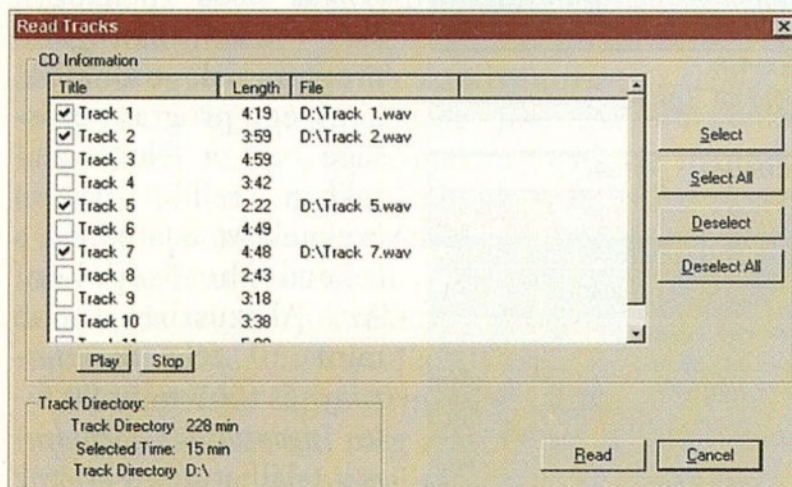 Read Tracks
CD Information
Title Length File
Track 1 4:19 D:\Track 1.wav
Track 2 3:59 D:\Track 2.wav
Track 3 4:59
Track 4 3:42
Track 5 2:22 D:\Track 5.wav
Track 6 4:49
Track 7 4:48 D:\Track 7.wav
Track 8 2:43
Track 9 3:18
Track 10 3:38
Select
Select All
Deselect
Deselect All
Play Stop
Track Directory:
Track Directory 228 min
Selected Time: 15 min
Track Directory D:\
Read Cancel